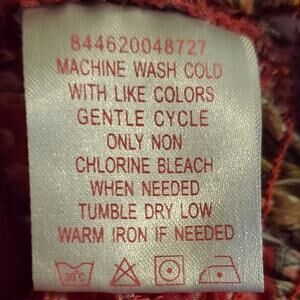 844620048727
MACHINE WASH COLD
WITH LIKE COLORS
GENTLE CYCLE
ONLY NON
CHLORINE BLEACH
WHEN NEEDED
TUMBLE DRY LOW
WARM IRON IF NEEDED
30°C